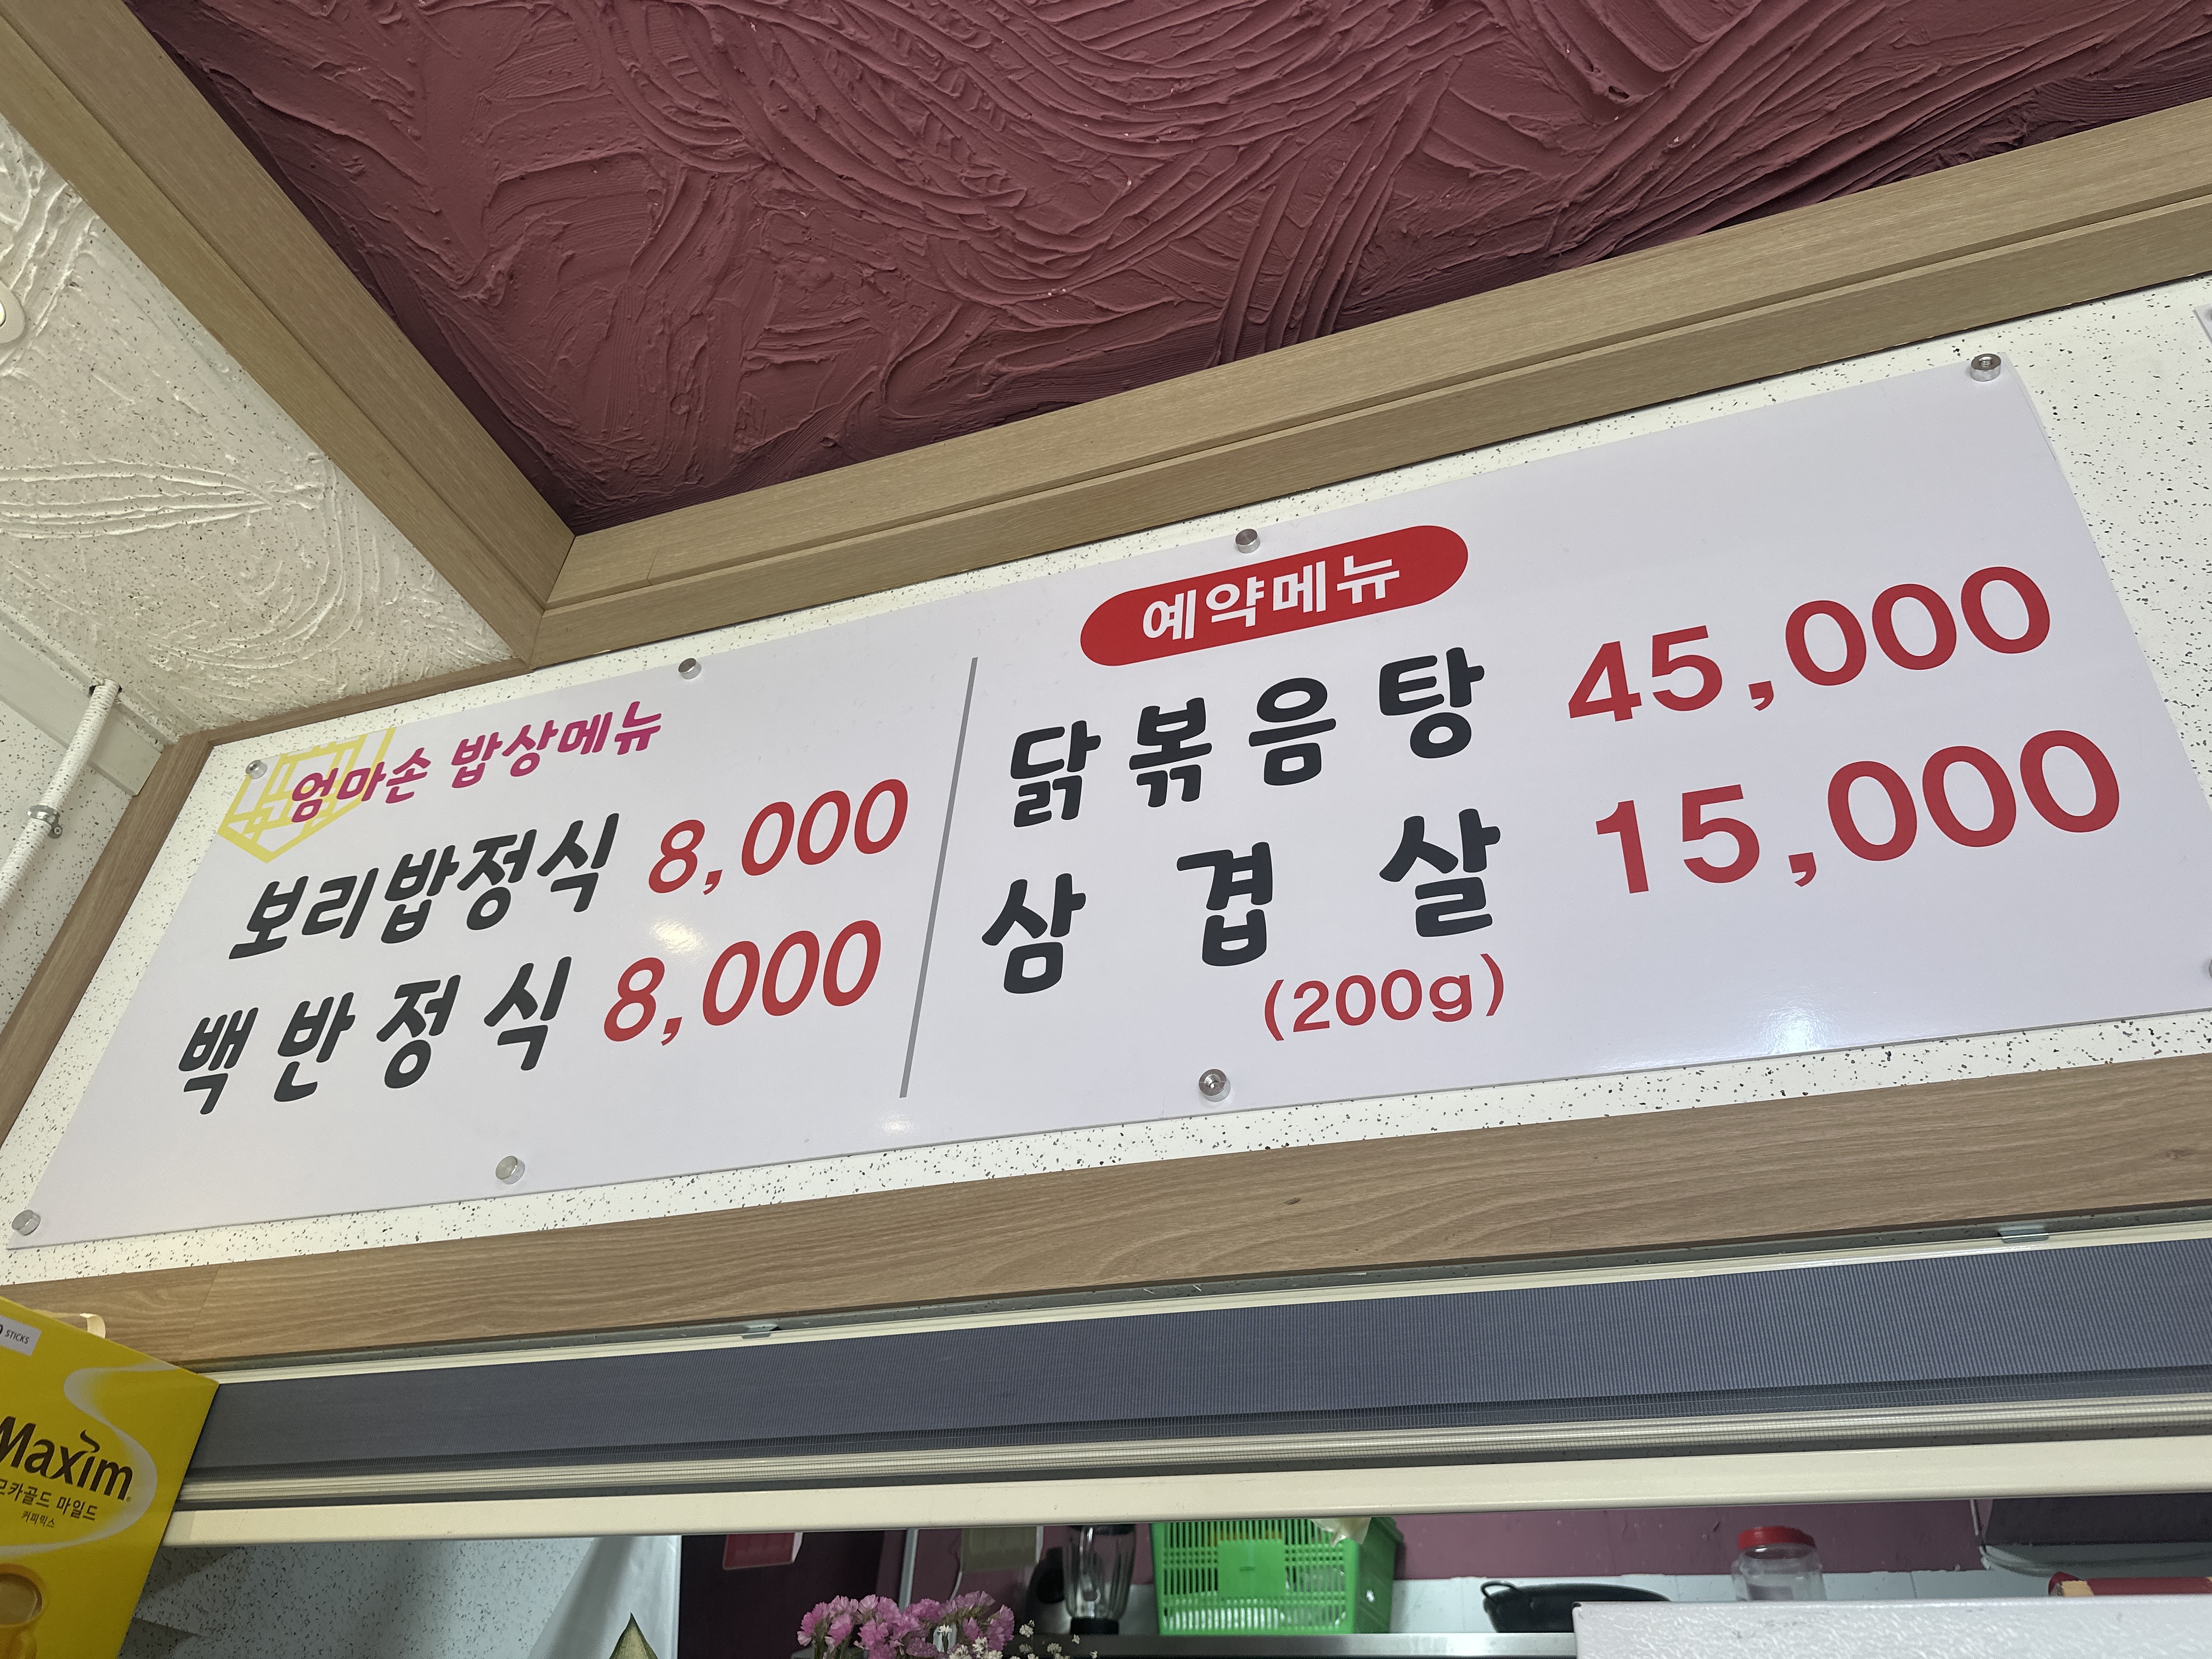 엄마손 밥상메뉴
보리밥정식 8,000
백반정식 8,000
예약메뉴
닭볶음탕 45,000
삼겹살 15,000
(200g)
STICKS
Maxim
모카골드 마일드
커피믹스